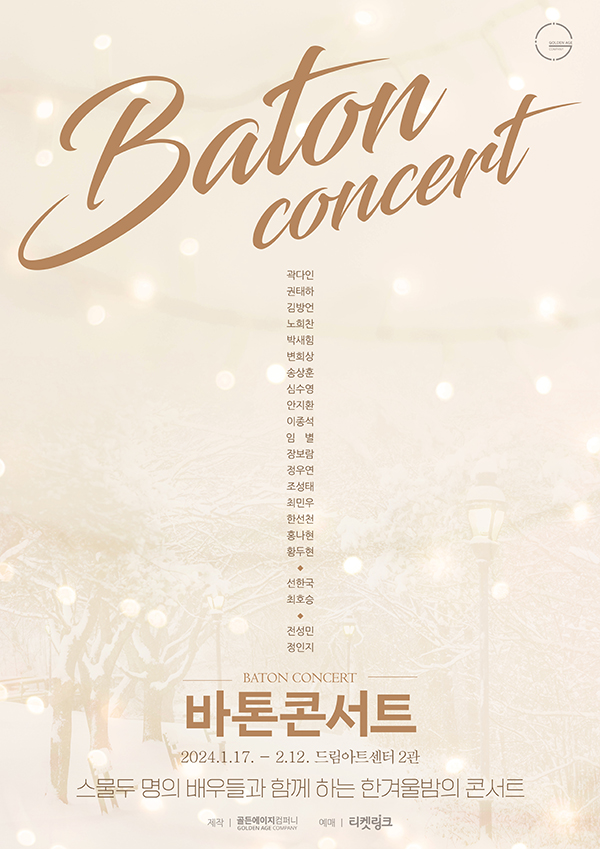 GOLDEN AGE
COMPANY
Baton
concert
곽다인
권태하
김방언
노희찬
박새힘
변희상
송상훈
심수영
안지환
이종석
임 별
장보람
정우연
조성태
최민우
한선천
홍나현
황두현
◆
선한국
최호승
◆
전성민
정인지
BATON CONCERT
바톤콘서트
2024.1.17. – 2.12. 드림아트센터 2관
스물두 명의 배우들과 함께 하는 한겨울밤의 콘서트
제작 | 골든에이지컴퍼니 GOLDEN AGE COMPANY 예매 | 티켓링크